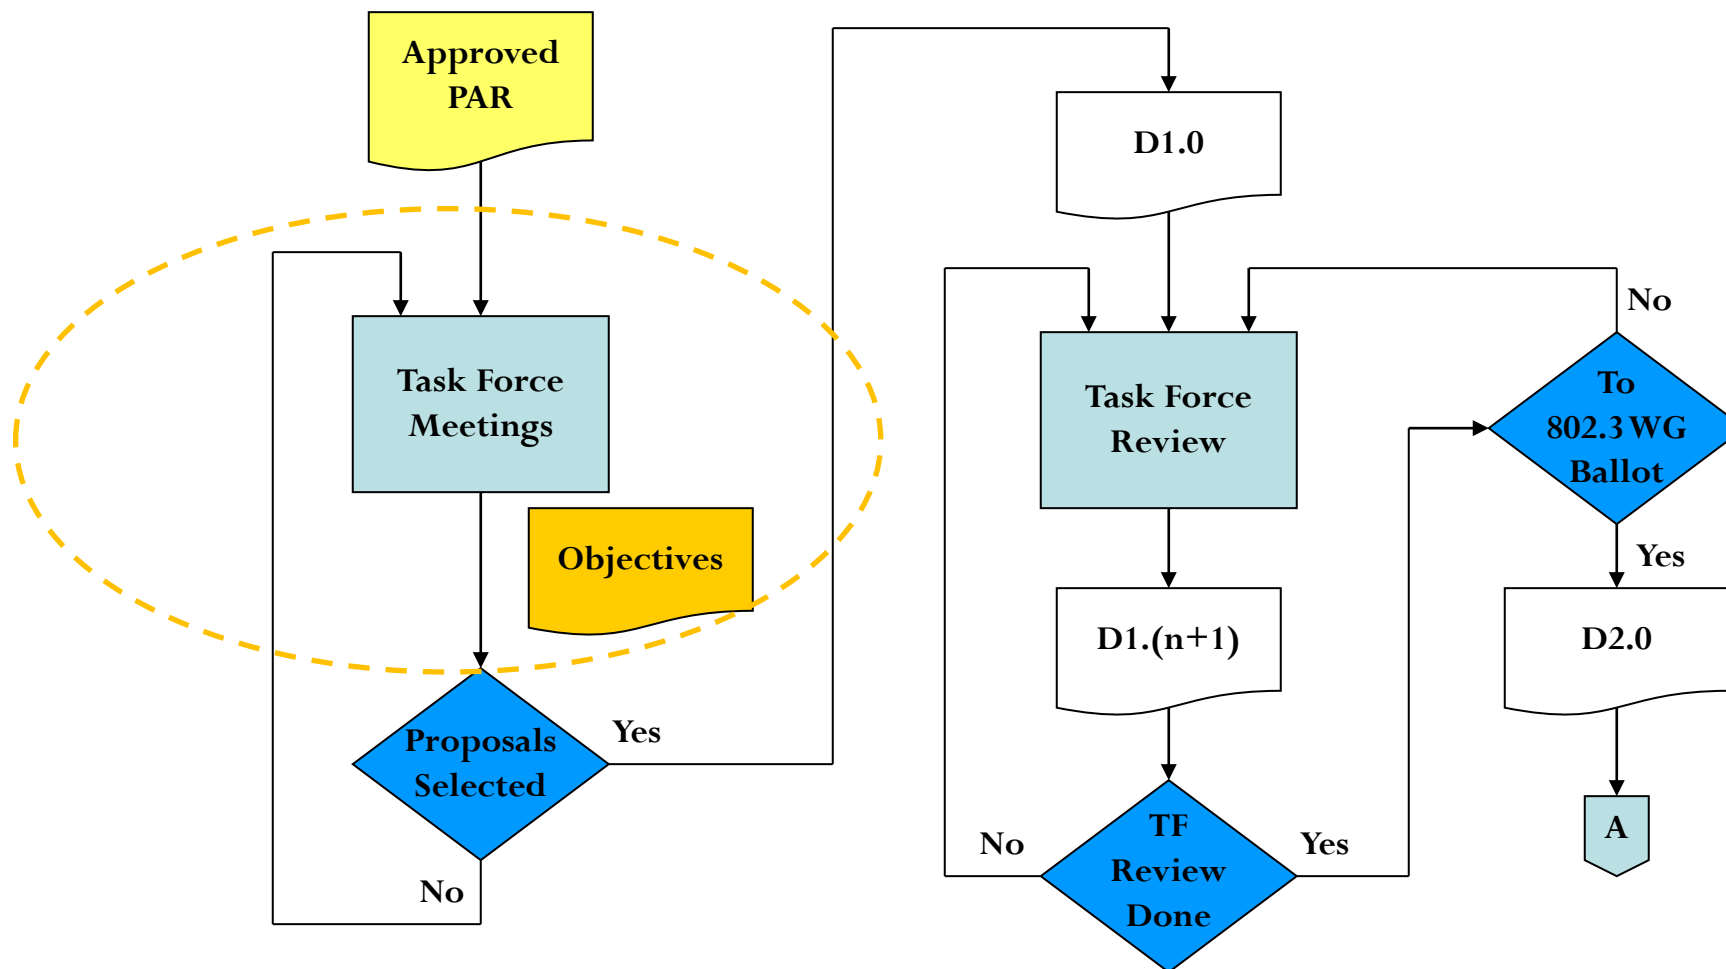 Approved
PAR
Task Force
Meetings
Objectives
Proposals
Selected
Yes
No
D1.0
Task Force
Review
D1.(n+1)
TF
Review
Done
No
Yes
To
802.3 WG
Ballot
No
Yes
D2.0
A